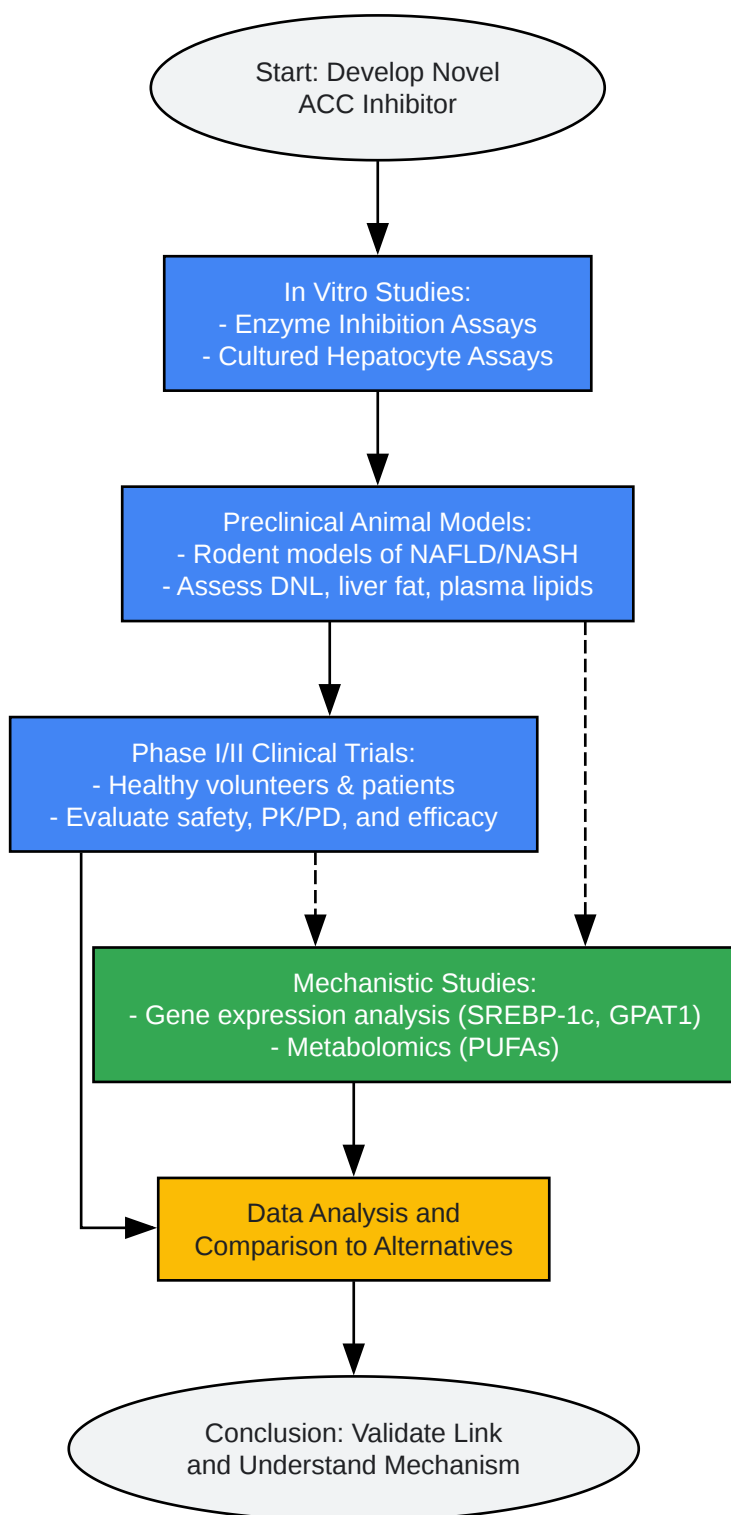 Start: Develop Novel
ACC Inhibitor
In Vitro Studies:
- Enzyme Inhibition Assays
- Cultured Hepatocyte Assays
Preclinical Animal Models:
- Rodent models of NAFLD/NASH
- Assess DNL, liver fat, plasma lipids
Phase I/II Clinical Trials:
- Healthy volunteers & patients
- Evaluate safety, PK/PD, and efficacy
Mechanistic Studies:
- Gene expression analysis (SREBP-1c, GPAT1)
- Metabolomics (PUFAs)
Data Analysis and
Comparison to Alternatives
Conclusion: Validate Link
and Understand Mechanism